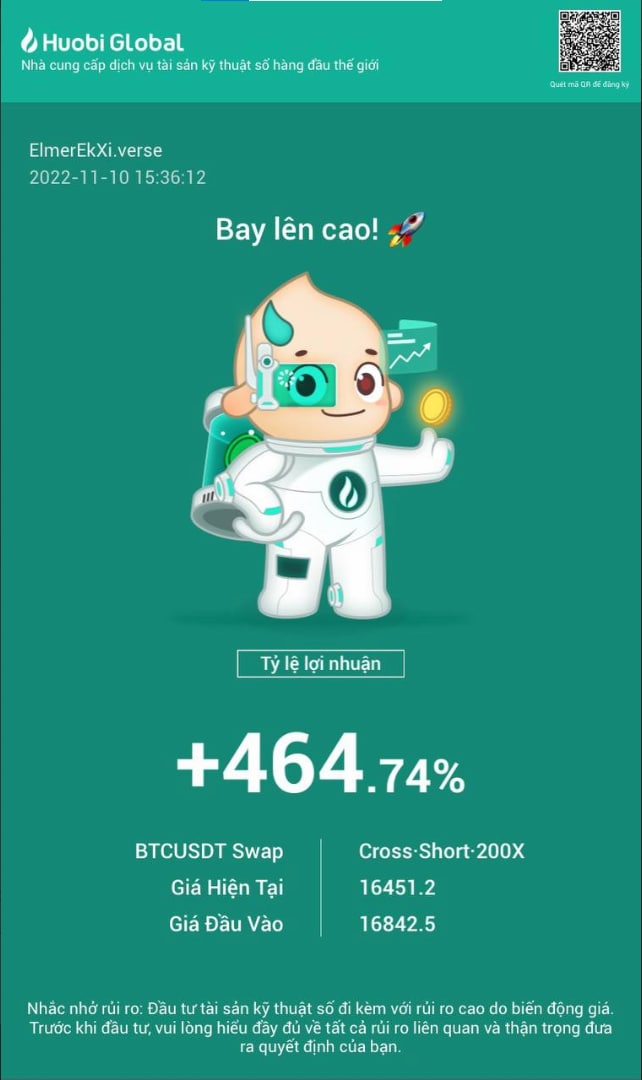 Huobi Global
Nhà cung cấp dịch vụ tài sản kỹ thuật số hàng đầu thế giới
Quét mã QR để đăng ký
ElmerEkXi.verse
2022-11-10 15:36:12
Bay lên cao! 🚀
Tỷ lệ lợi nhuận
+464.74%
BTCUSDT Swap Cross·Short·200X
Giá Hiện Tại 16451.2
Giá Đầu Vào 16842.5
Nhắc nhở rủi ro: Đầu tư tài sản kỹ thuật số đi kèm với rủi ro cao do biến động giá.
Trước khi đầu tư, vui lòng hiểu đầy đủ về tất cả rủi ro liên quan và thận trọng đưa
ra quyết định của bạn.